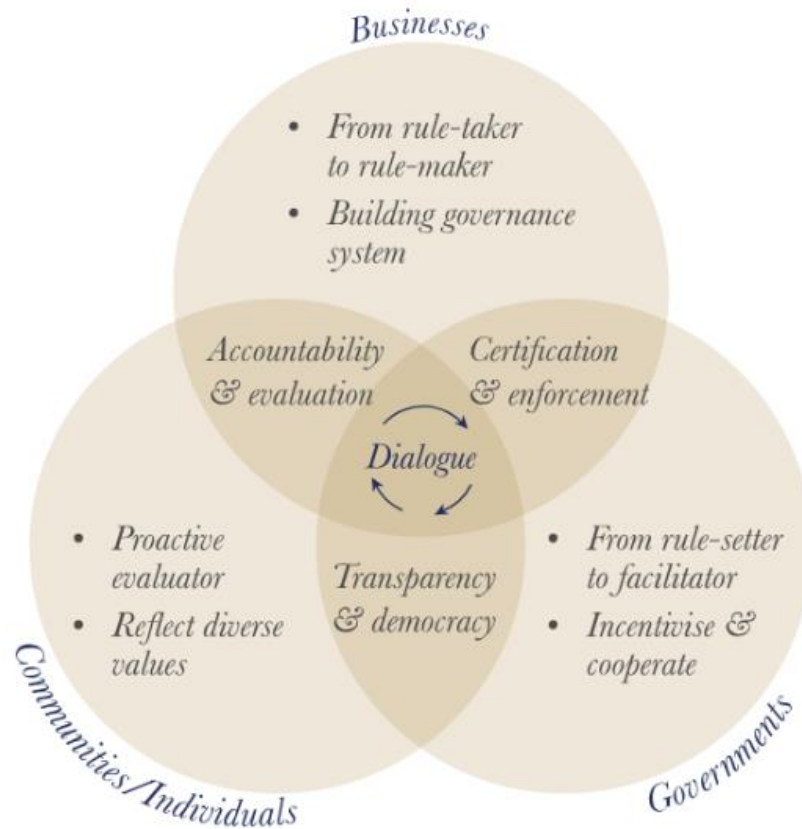 Businesses
• From rule-taker
to rule-maker
• Building governance
system
Accountability
& evaluation
Certification
& enforcement
Dialogue
• Proactive
evaluator
• Reflect diverse
values
Transparency
& democracy
• From rule-setter
to facilitator
• Incentivise &
cooperate
Communities/Individuals
Governments